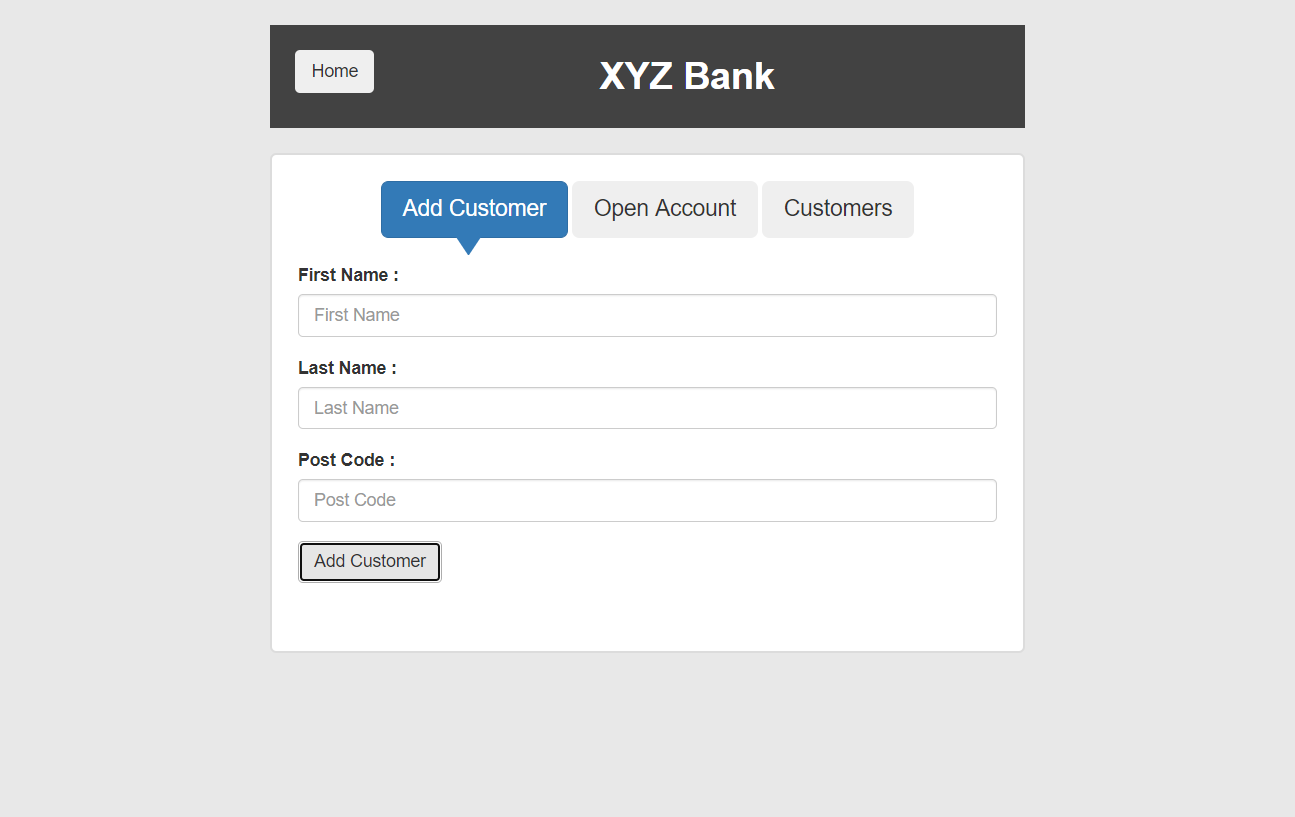 Home
XYZ Bank
Add Customer
Open Account
Customers
First Name :
First Name
Last Name :
Last Name
Post Code :
Post Code
Add Customer